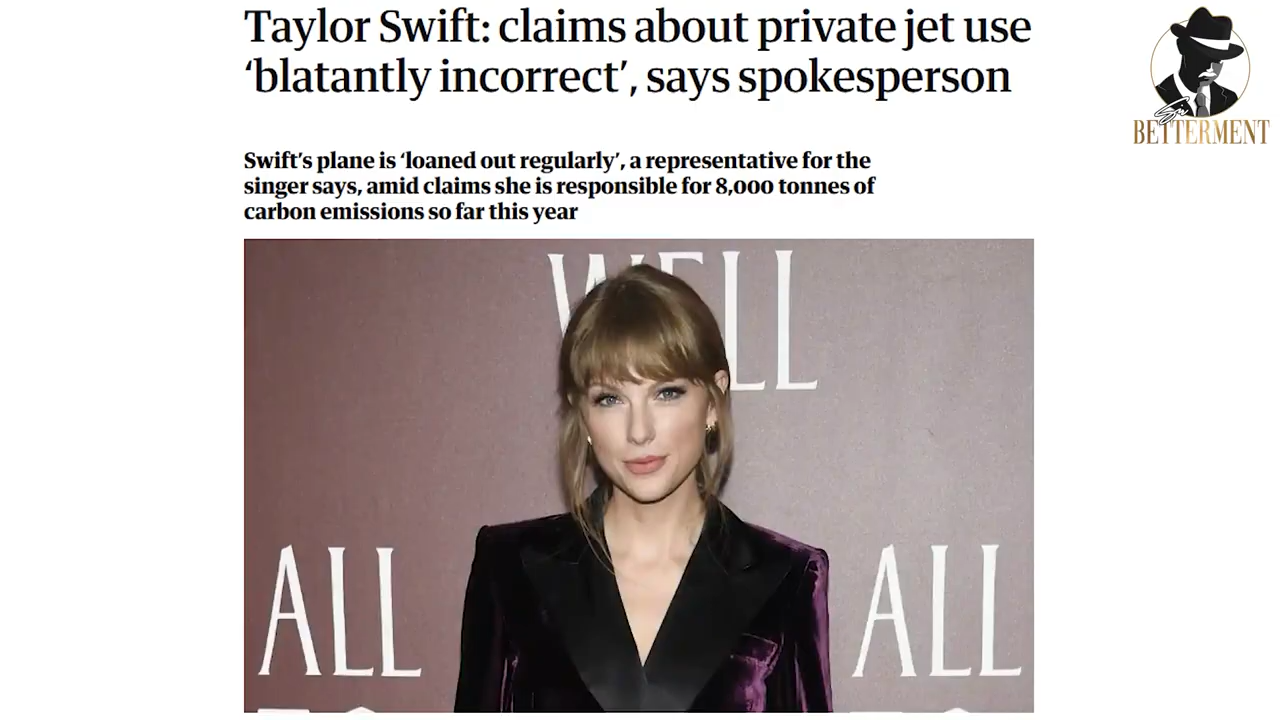 Taylor Swift: claims about private jet use
‘blatantly incorrect’, says spokesperson
Swift’s plane is ‘loaned out regularly’, a representative for the
singer says, amid claims she is responsible for 8,000 tonnes of
carbon emissions so far this year
Sir
BETTERMENT
WELL
ALL
ALL